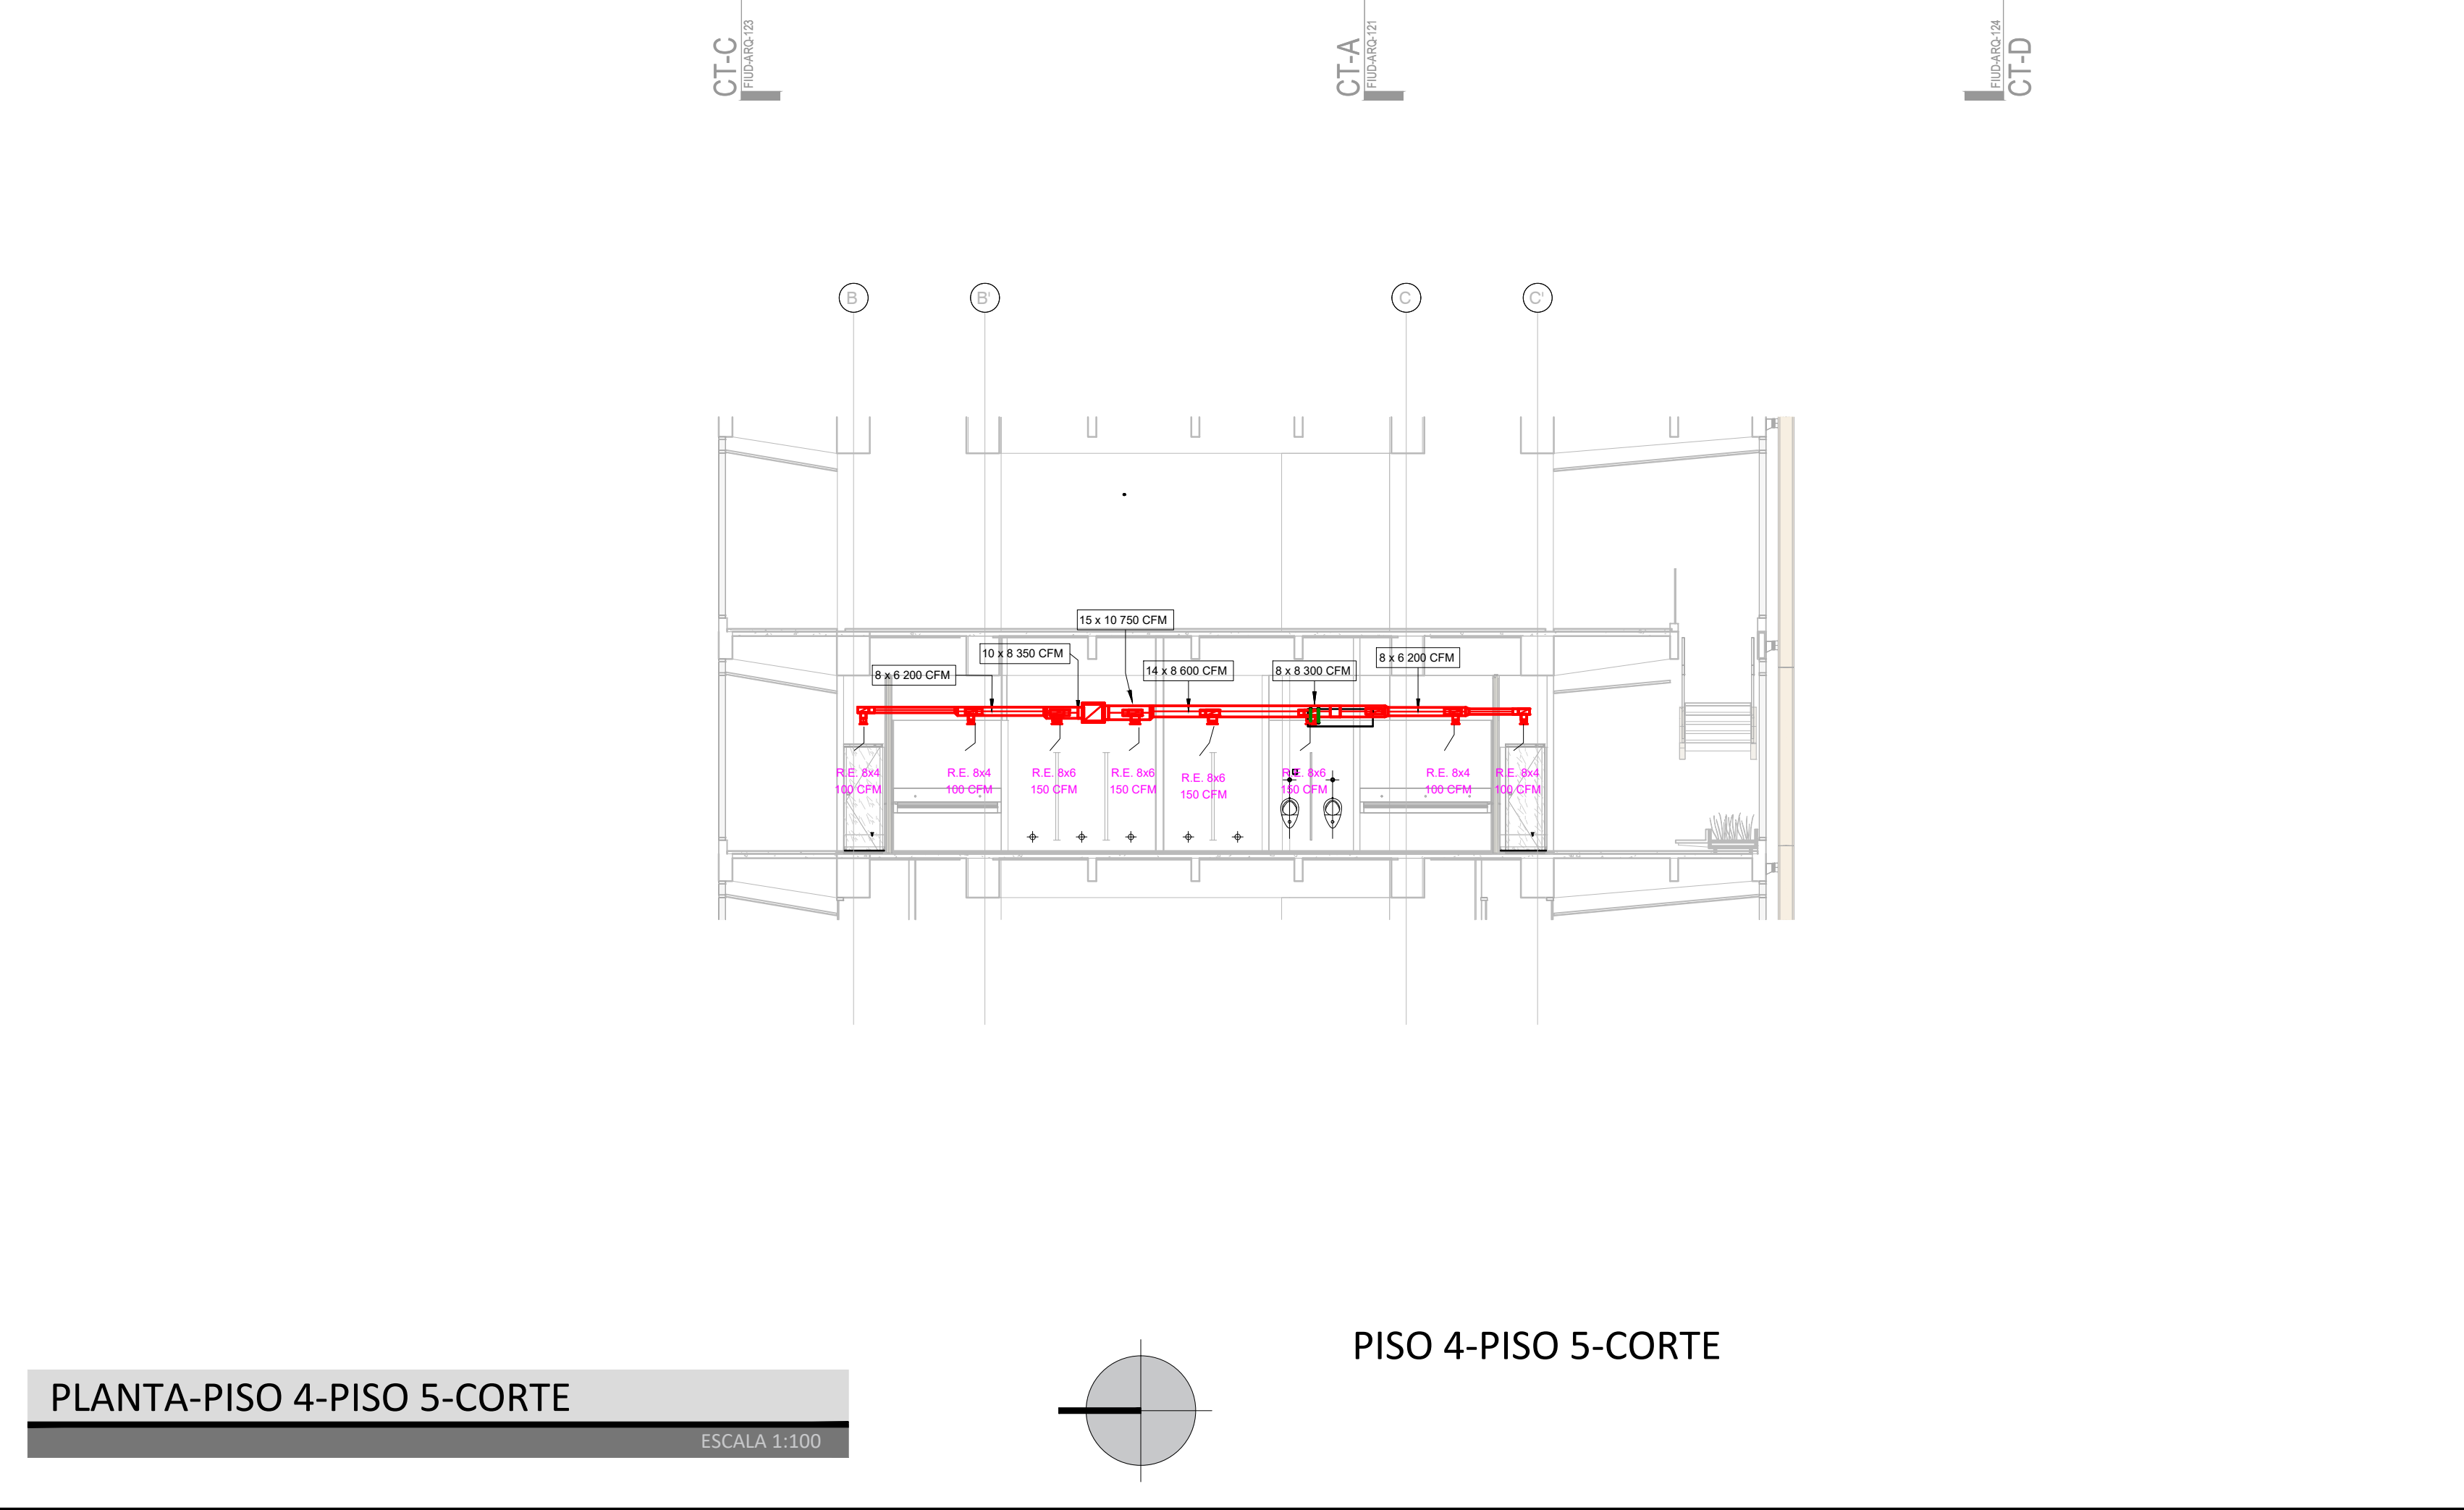 CT-C
FIUD-ARQ-123
CT-A
FIUD-ARQ-121
FIUD-ARQ-124
CT-D
B
B'
C
C'
15 x 10 750 CFM
10 x 8 350 CFM
8 x 6 200 CFM
14 x 8 600 CFM
8 x 8 300 CFM
8 x 6 200 CFM
R.E. 8x4
100 CFM
R.E. 8x4
100 CFM
R.E. 8x6
150 CFM
R.E. 8x6
150 CFM
R.E. 8x6
150 CFM
R.E. 8x6
150 CFM
R.E. 8x4
100 CFM
R.E. 8x4
100 CFM
PISO 4-PISO 5-CORTE
PLANTA-PISO 4-PISO 5-CORTE
ESCALA 1:100